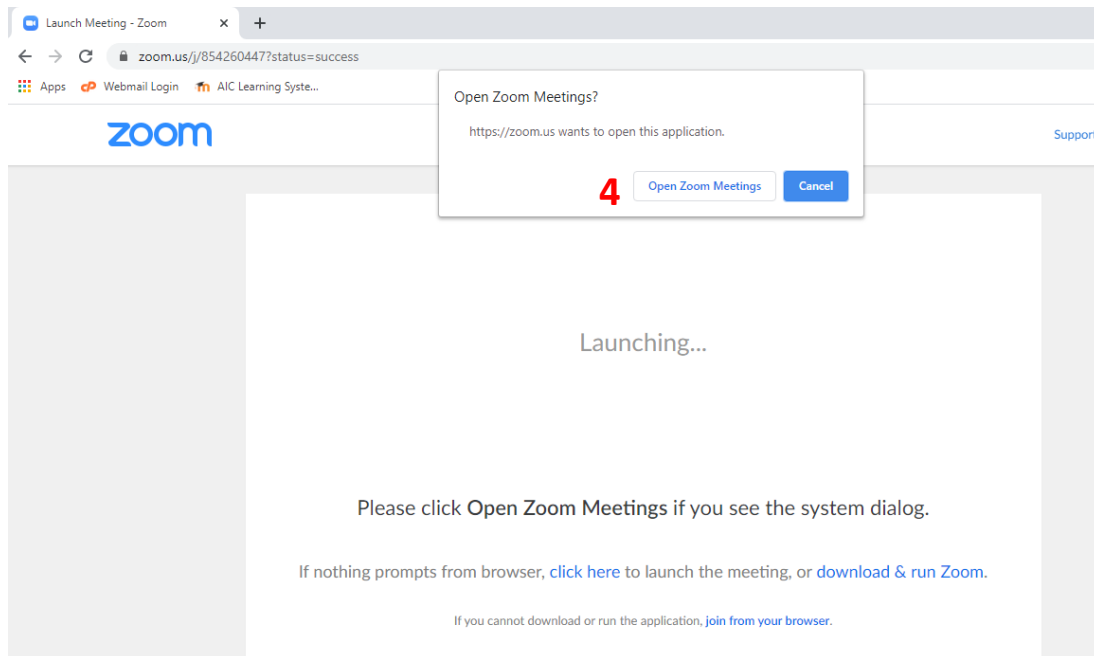 Launch Meeting - Zoom
zoom.us/j/854260447?status=success
Apps cP Webmail Login AIC Learning Syste...
Open Zoom Meetings?
https://zoom.us wants to open this application.
zoom
Support
4 Open Zoom Meetings Cancel
Launching...
Please click Open Zoom Meetings if you see the system dialog.
If nothing prompts from browser, click here to launch the meeting, or download & run Zoom.
If you cannot download or run the application, join from your browser.